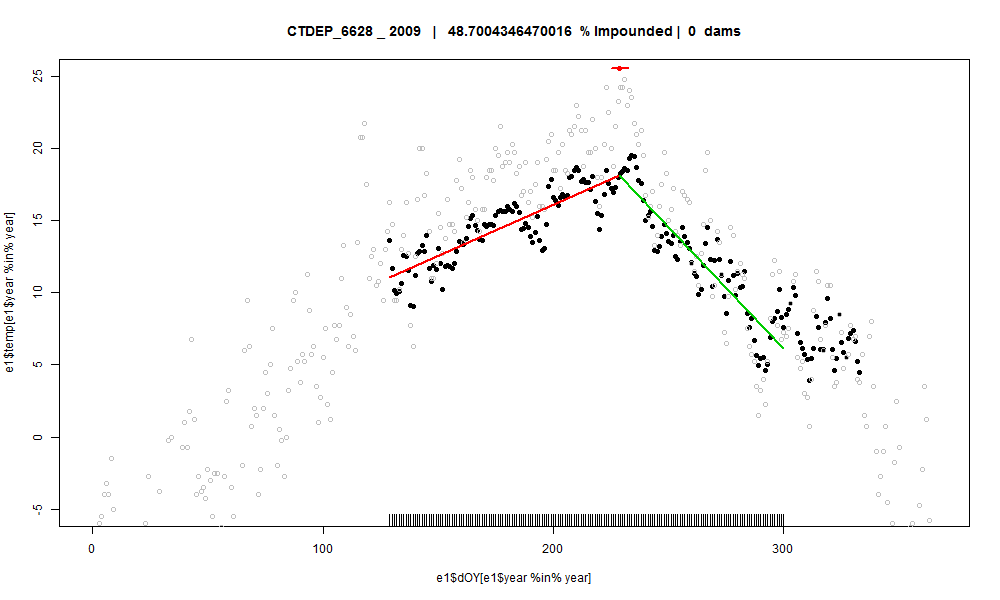 CTDEP_6628 _ 2009 | 48.7004346470016 % Impounded | 0 dams
25
20
15
10
5
0
-5
e1$temp[e1$year %in% year]
0 100 200 300
e1$dOY[e1$year %in% year]